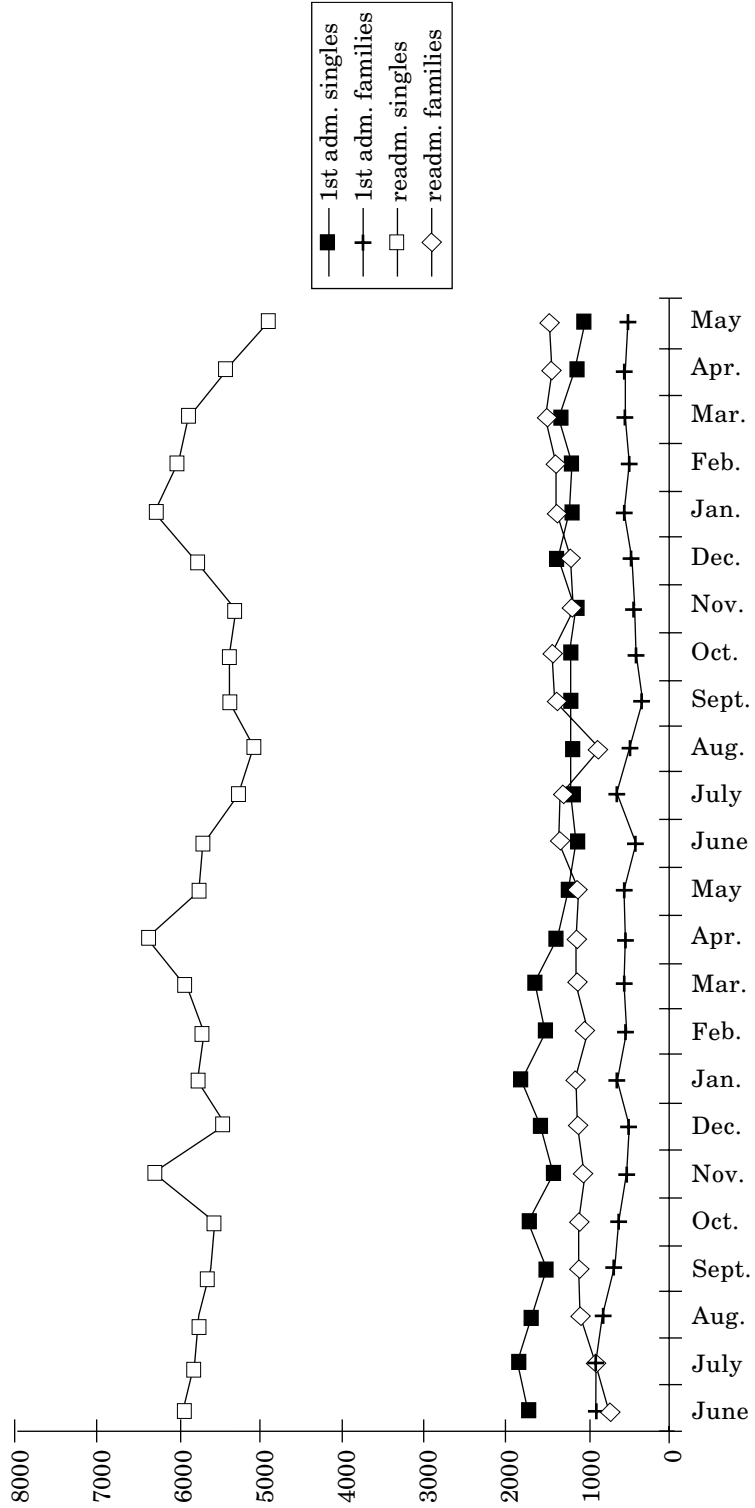 1st adm. singles
1st adm. families
readm. singles
readm. families
May
Apr.
Mar.
Feb.
Jan.
Dec.
Nov.
Oct.
Sept.
Aug.
July
June
May
Apr.
Mar.
Feb.
Jan.
Dec.
Nov.
Oct.
Sept.
Aug.
July
June
8000
7000
6000
5000
4000
3000
2000
1000
0